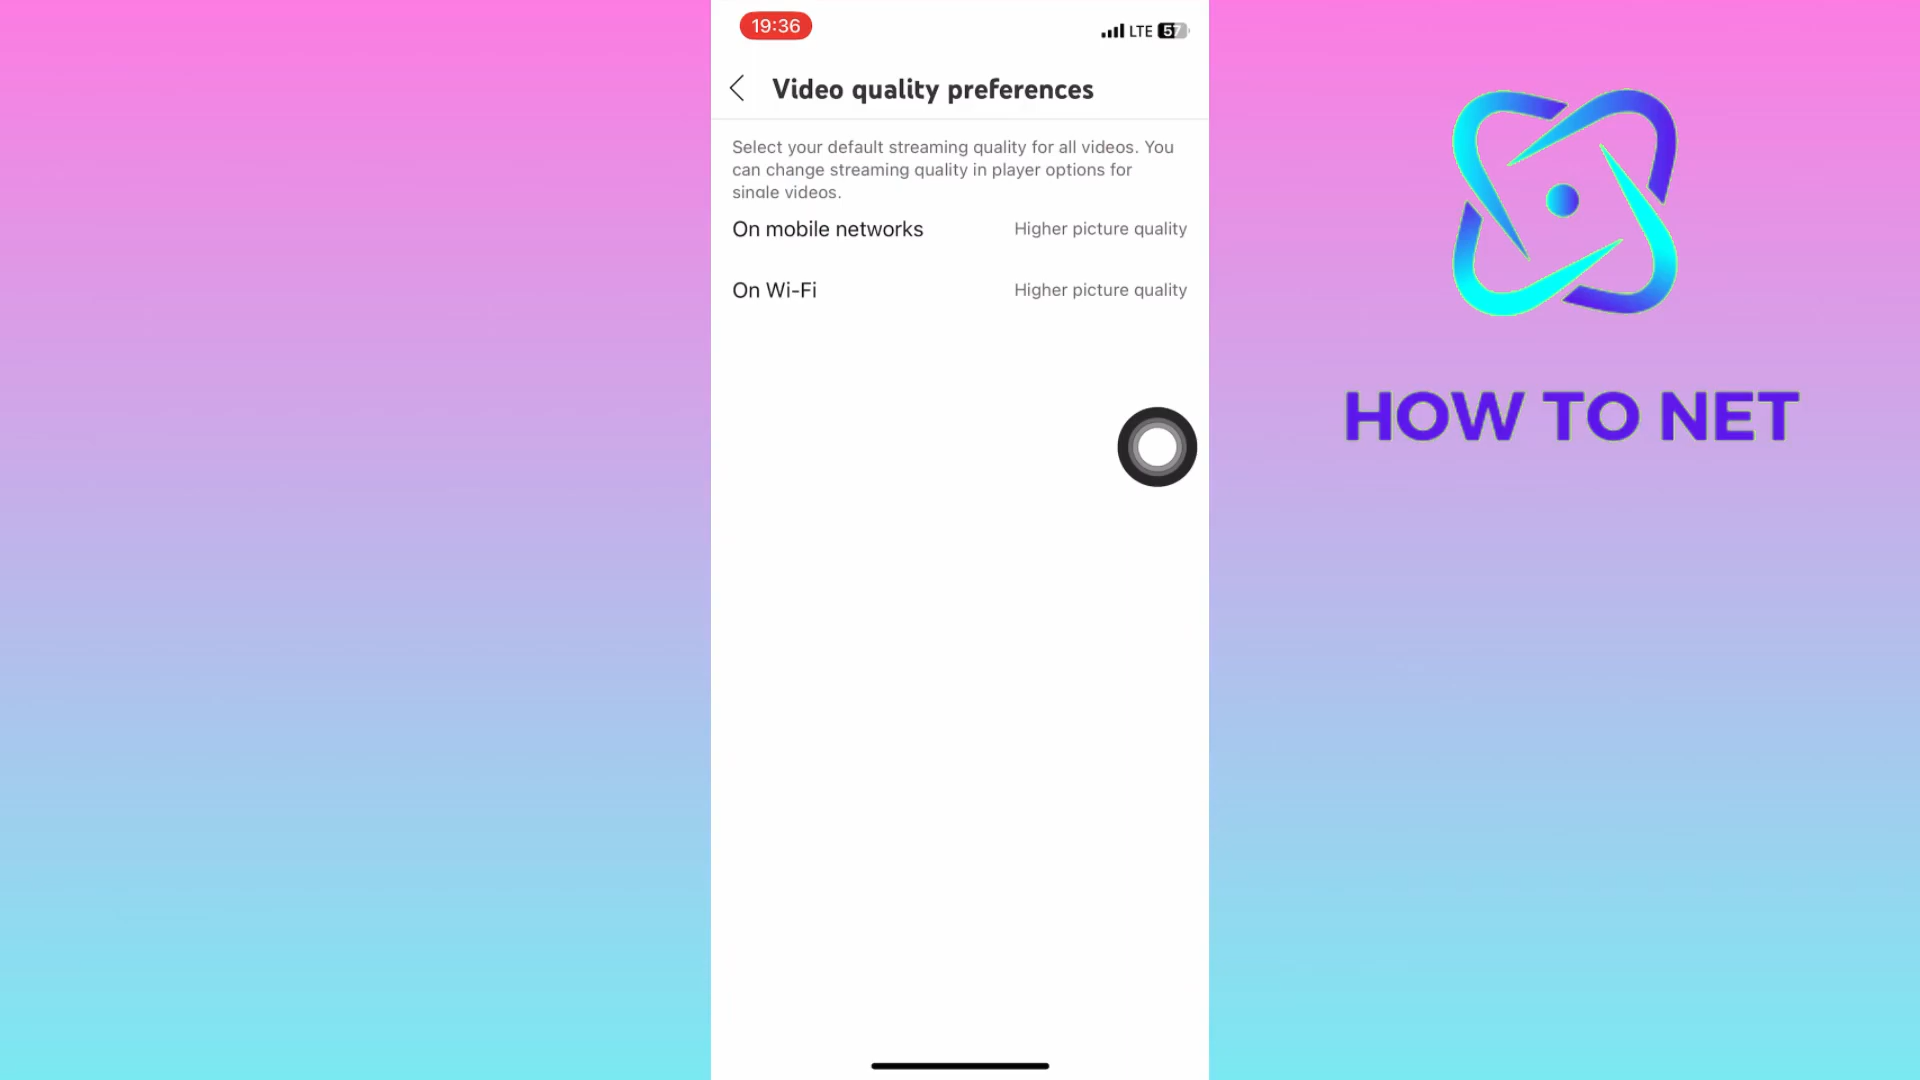 19:36
LTE 57
Video quality preferences
Select your default streaming quality for all videos. You
can change streaming quality in player options for
single videos.
On mobile networks Higher picture quality
On Wi-Fi Higher picture quality
HOW TO NET